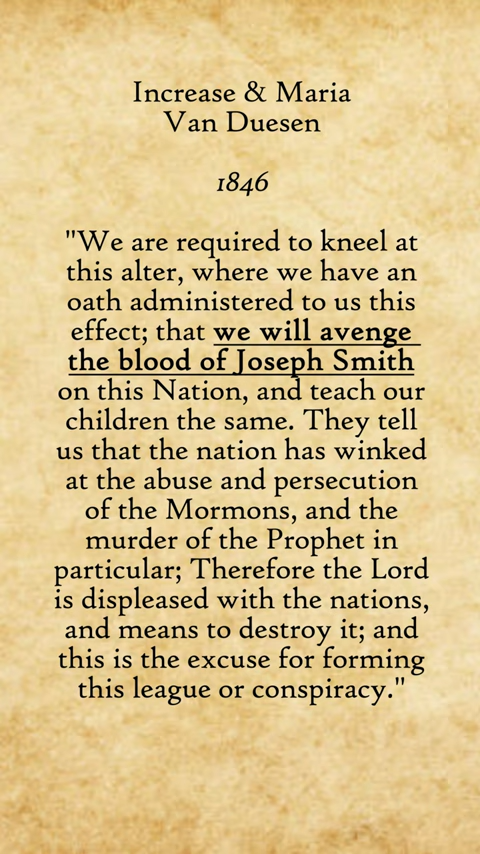 Increase & Maria
Van Duesen
1846
"We are required to kneel at
this alter, where we have an
oath administered to us this
effect; that we will avenge
the blood of Joseph Smith
on this Nation, and teach our
children the same. They tell
us that the nation has winked
at the abuse and persecution
of the Mormons, and the
murder of the Prophet in
particular; Therefore the Lord
is displeased with the nations,
and means to destroy it; and
this is the excuse for forming
this league or conspiracy."